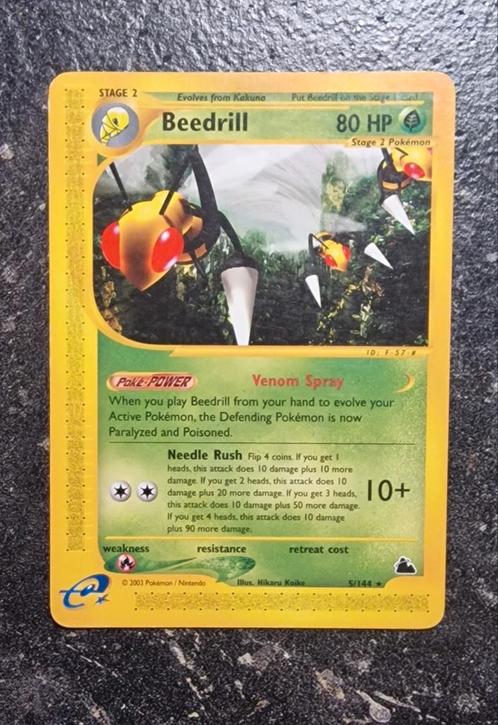 STAGE 2
Evolves from Kakuna Put Beedrill on the Stage 1 card
Beedrill 80 HP
Stage 2 Pokémon
ID: F-57-#
Poké-POWER Venom Spray
When you play Beedrill from your hand to evolve your
Active Pokémon, the Defending Pokémon is now
Paralyzed and Poisoned.
Needle Rush Flip 4 coins. If you get 1
heads, this attack does 10 damage plus 10 more
damage. If you get 2 heads, this attack does 10
damage plus 20 more damage. If you get 3 heads,
this attack does 10 damage plus 50 more damage.
If you get 4 heads, this attack does 10 damage
plus 90 more damage.
10+
weakness resistance retreat cost
© 2003 Pokémon / Nintendo Illus. Hikaru Koike 5/144 ★
e